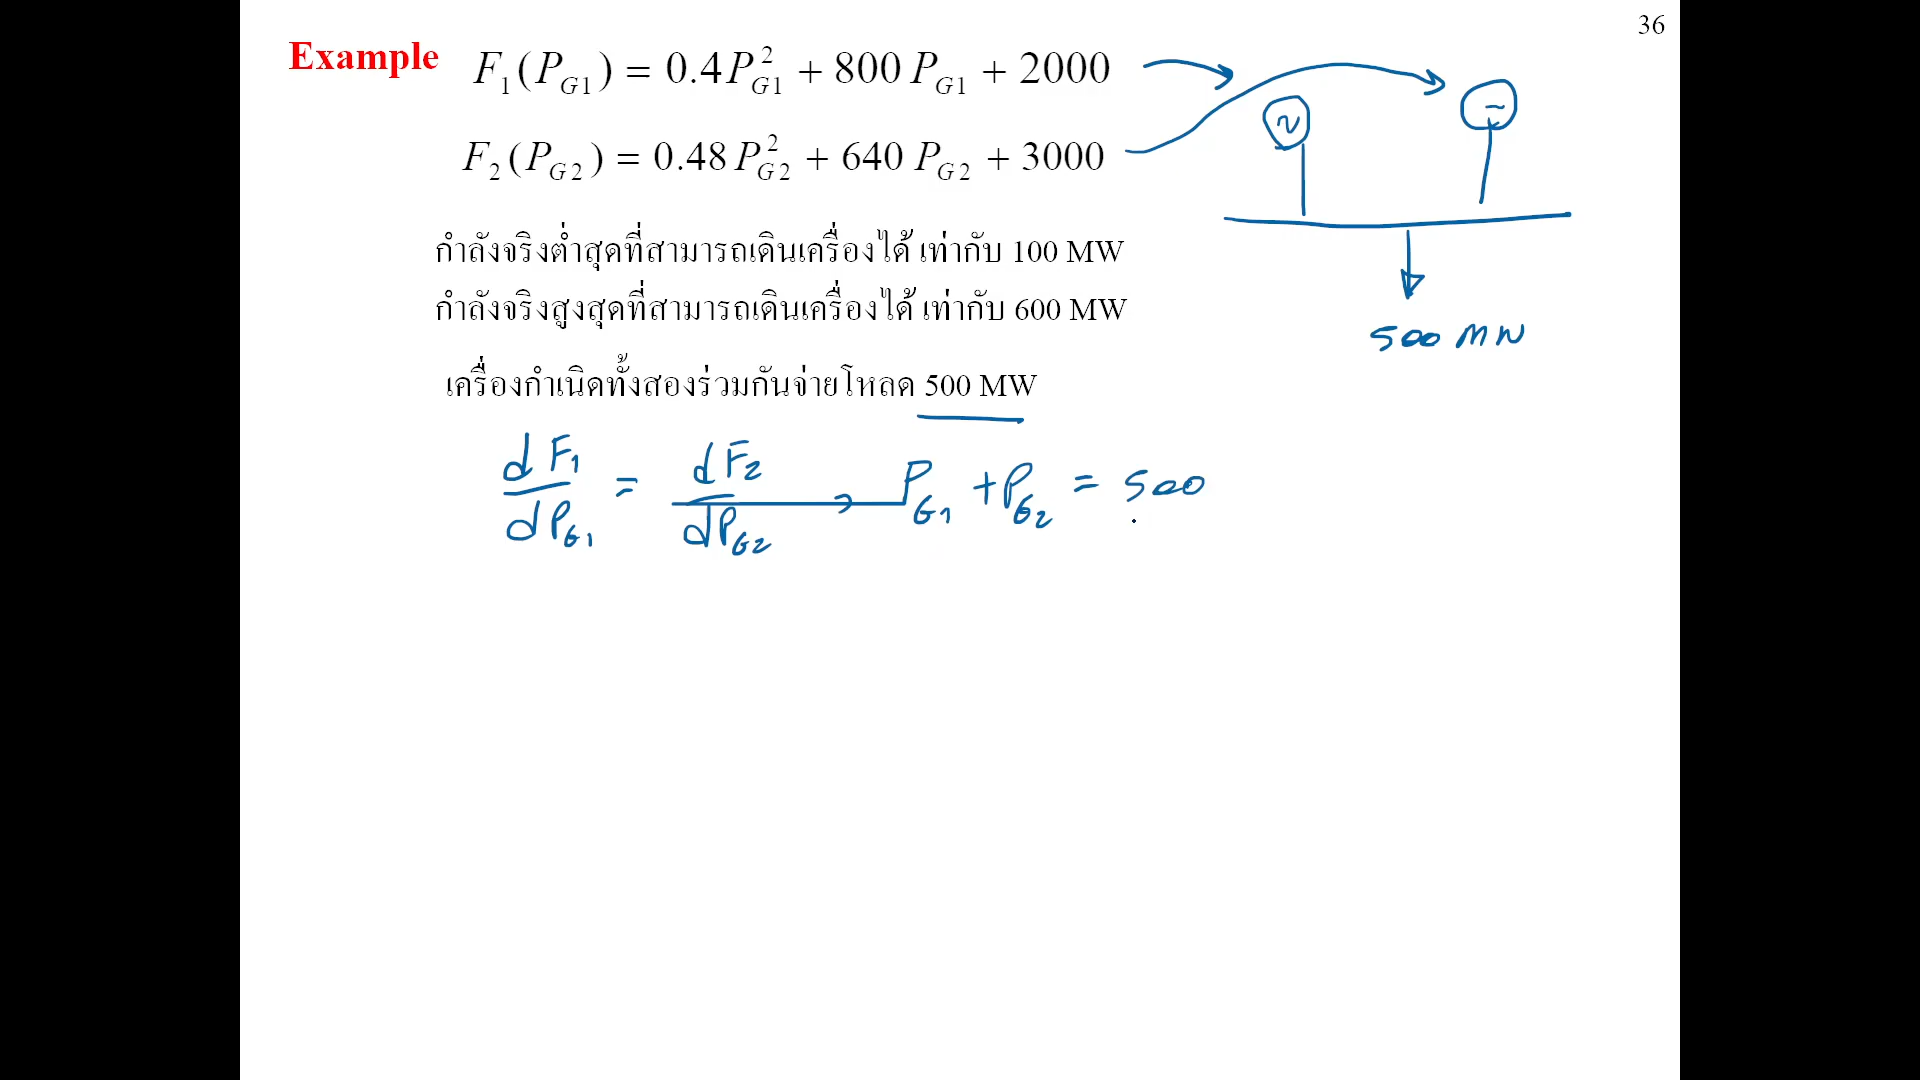 36
Example F₁(P_G1) = 0.4P_G1² + 800 P_G1 + 2000
F₂(P_G2) = 0.48 P_G2² + 640 P_G2 + 3000
กำลังจริงต่ำสุดที่สามารถเดินเครื่องได้ เท่ากับ 100 MW
กำลังจริงสูงสุดที่สามารถเดินเครื่องได้ เท่ากับ 600 MW
500 MW
เครื่องกำเนิดทั้งสองร่วมกันจ่ายโหลด 500 MW
dF₁/dP_G1 = dF₂/dP_G2 → P_G1 + P_G2 = 500